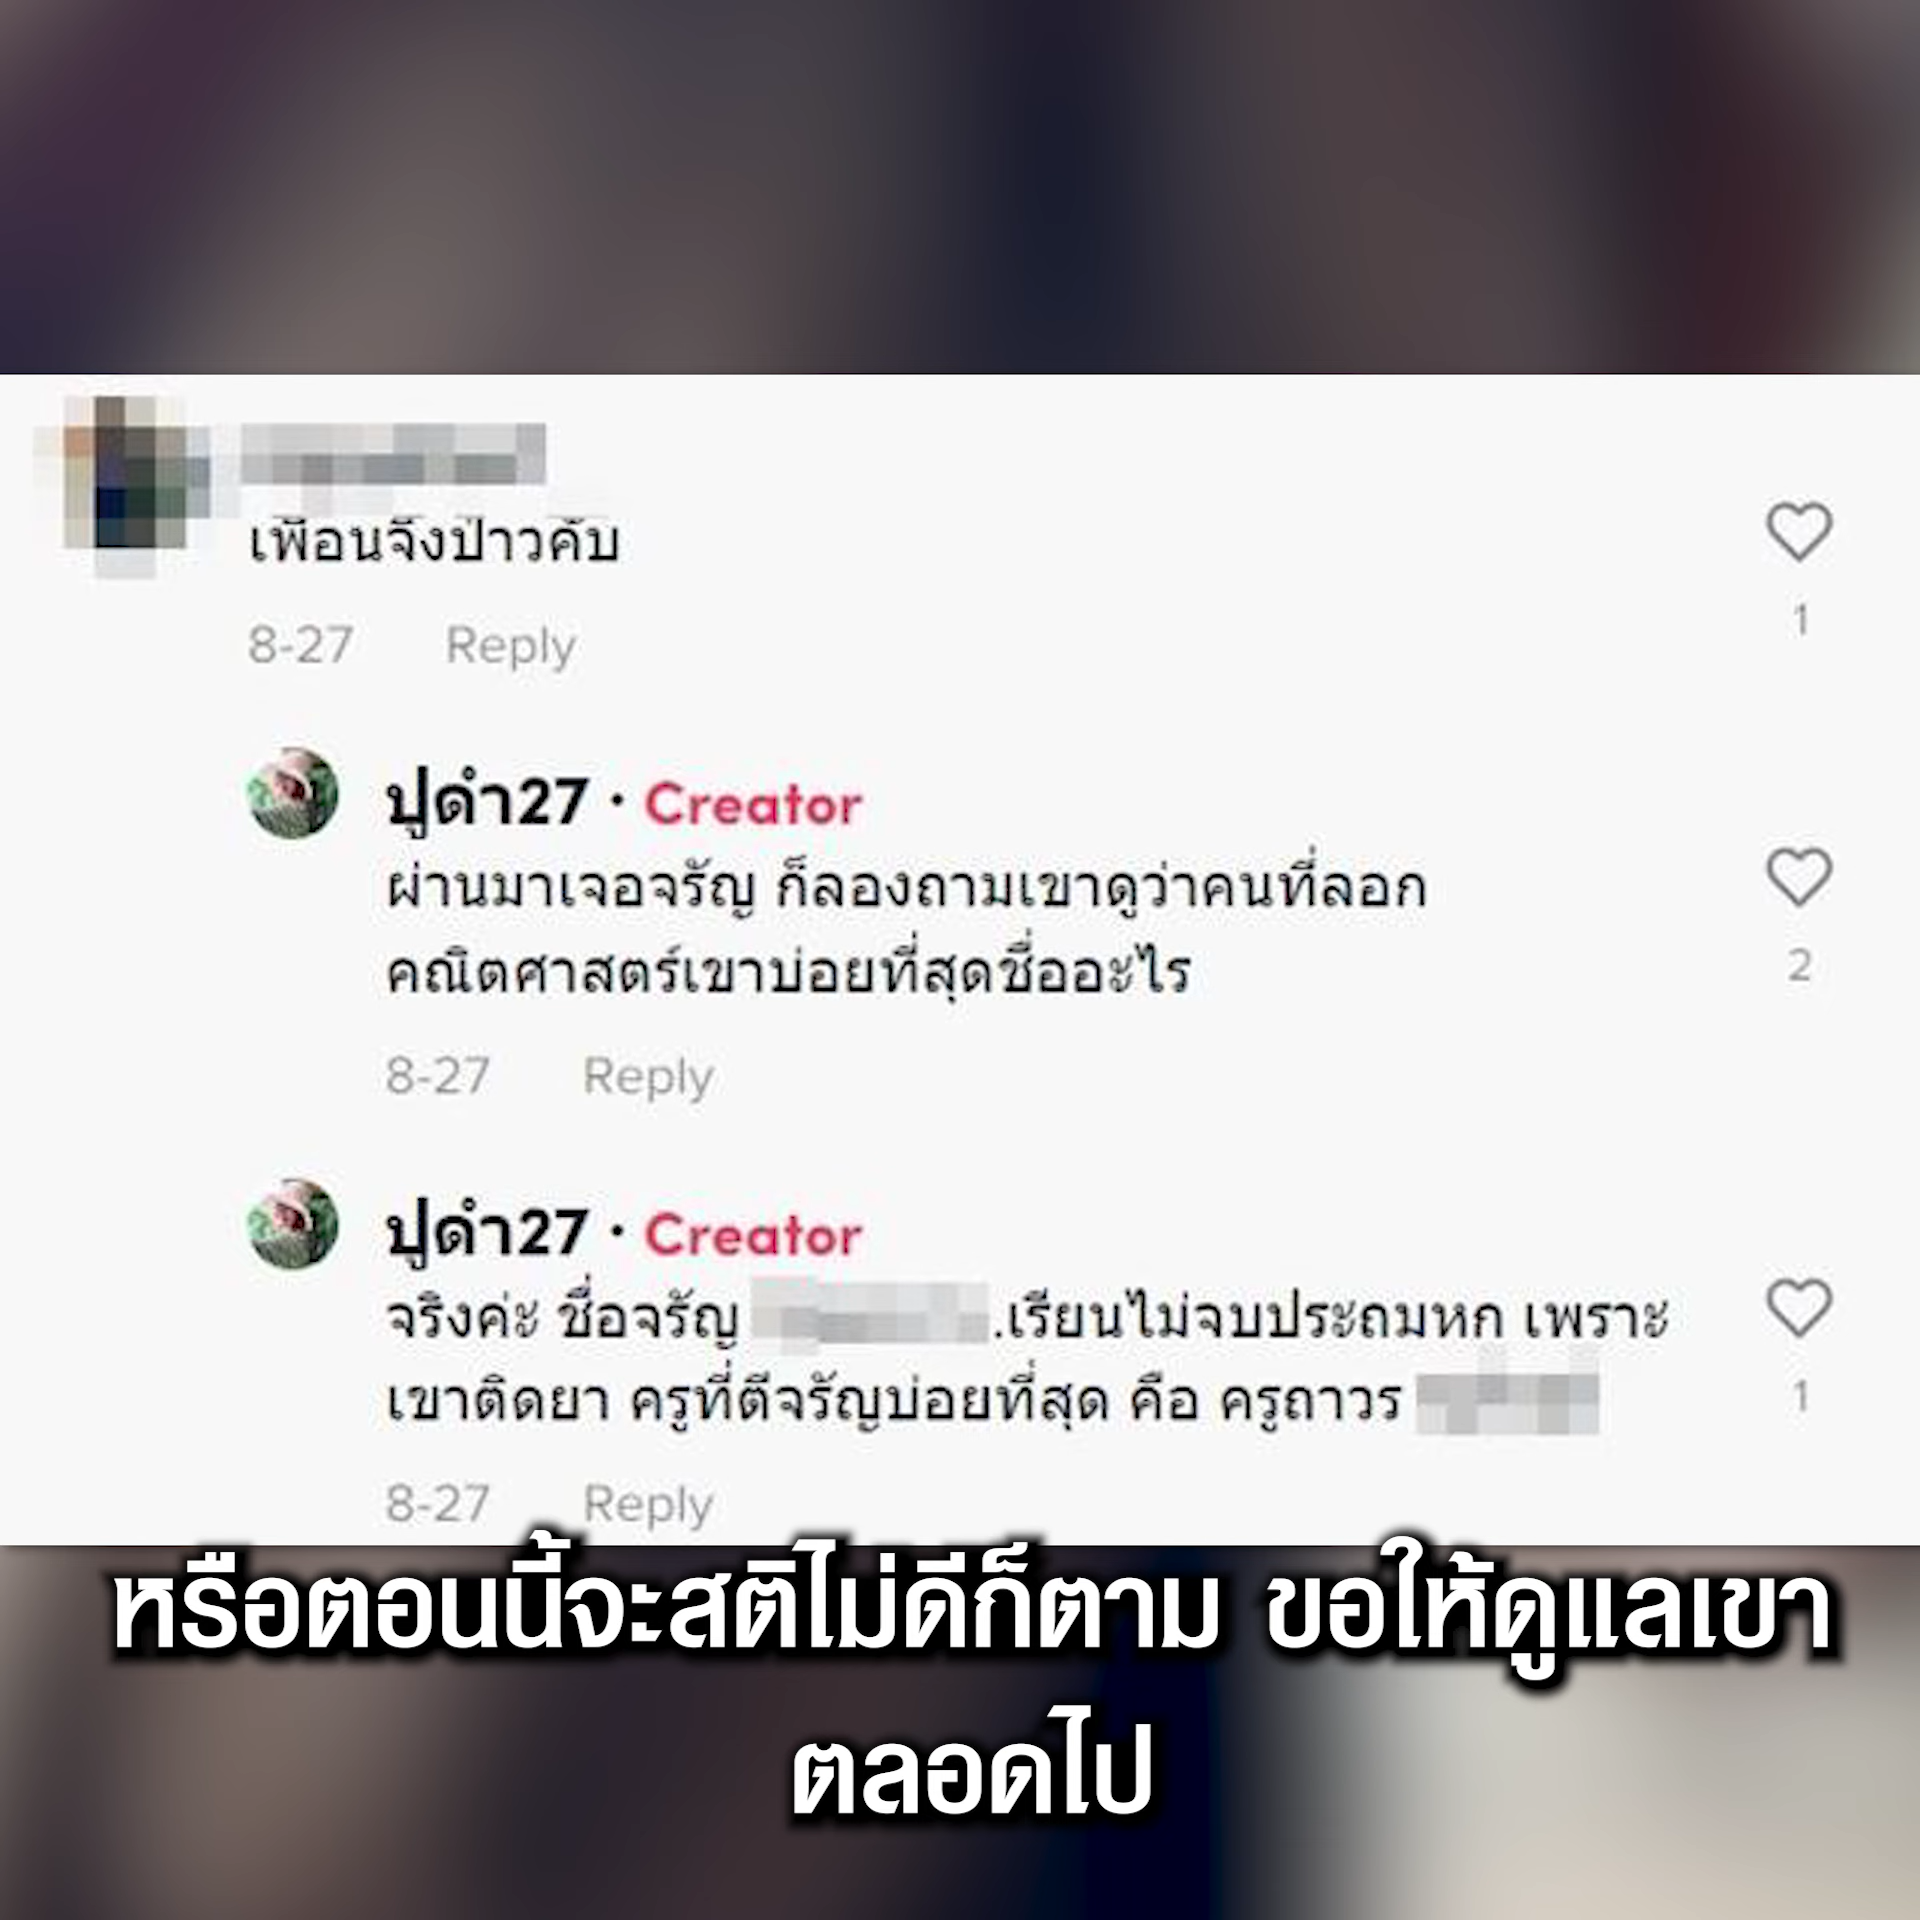 เพื่อนจิงป่าวคับ
1
8-27 Reply
ปูดำ27 · Creator
ผ่านมาเจอจรัญ ก็ลองถามเขาดูว่าคนที่ลอก
คณิตศาสตร์เขาบ่อยที่สุดชื่ออะไร
2
8-27 Reply
ปูดำ27 · Creator
จริงค่ะ ชื่อจรัญ .เรียนไม่จบประถมหก เพราะ
เขาติดยา ครูที่ตีจรัญบ่อยที่สุด คือ ครูถาวร
1
8-27 Reply
หรือตอนนี้จะสติไม่ดีก็ตาม ขอให้ดูแลเขา
ตลอดไป